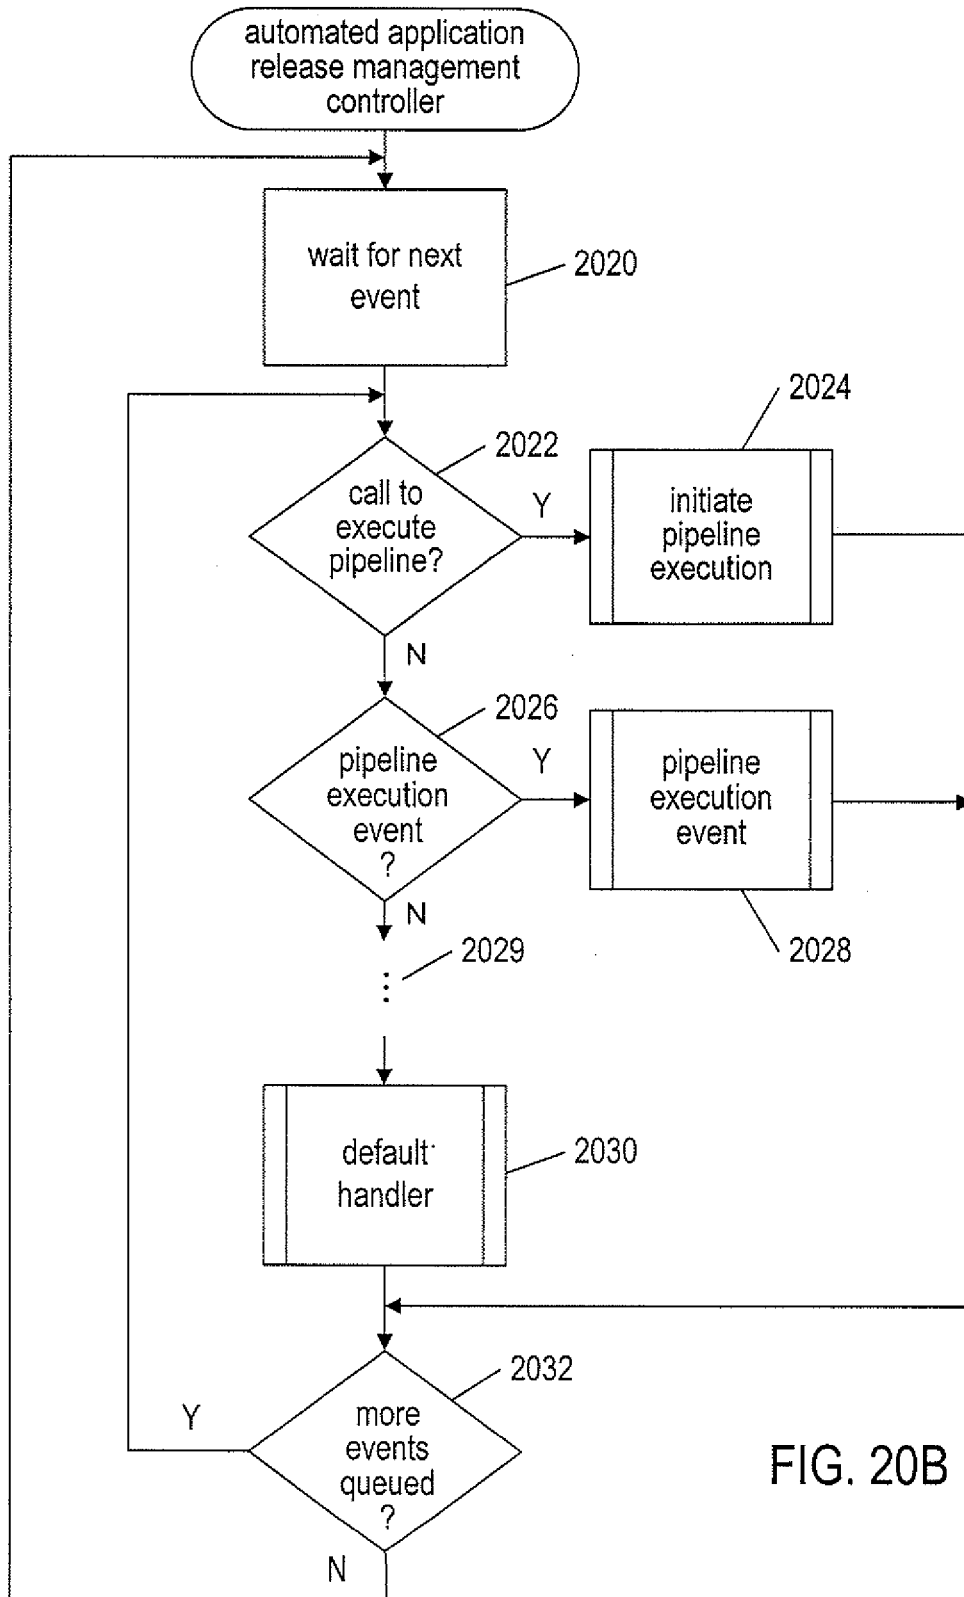 automated application
release management
controller
wait for next
event
2020
2024
2022
call to
execute
pipeline?
Y
initiate
pipeline
execution
N
2026
pipeline
execution
event
?
Y
pipeline
execution
event
N
2028
2029
⋮
default
handler
2030
2032
Y
more
events
queued
?
N
FIG. 20B